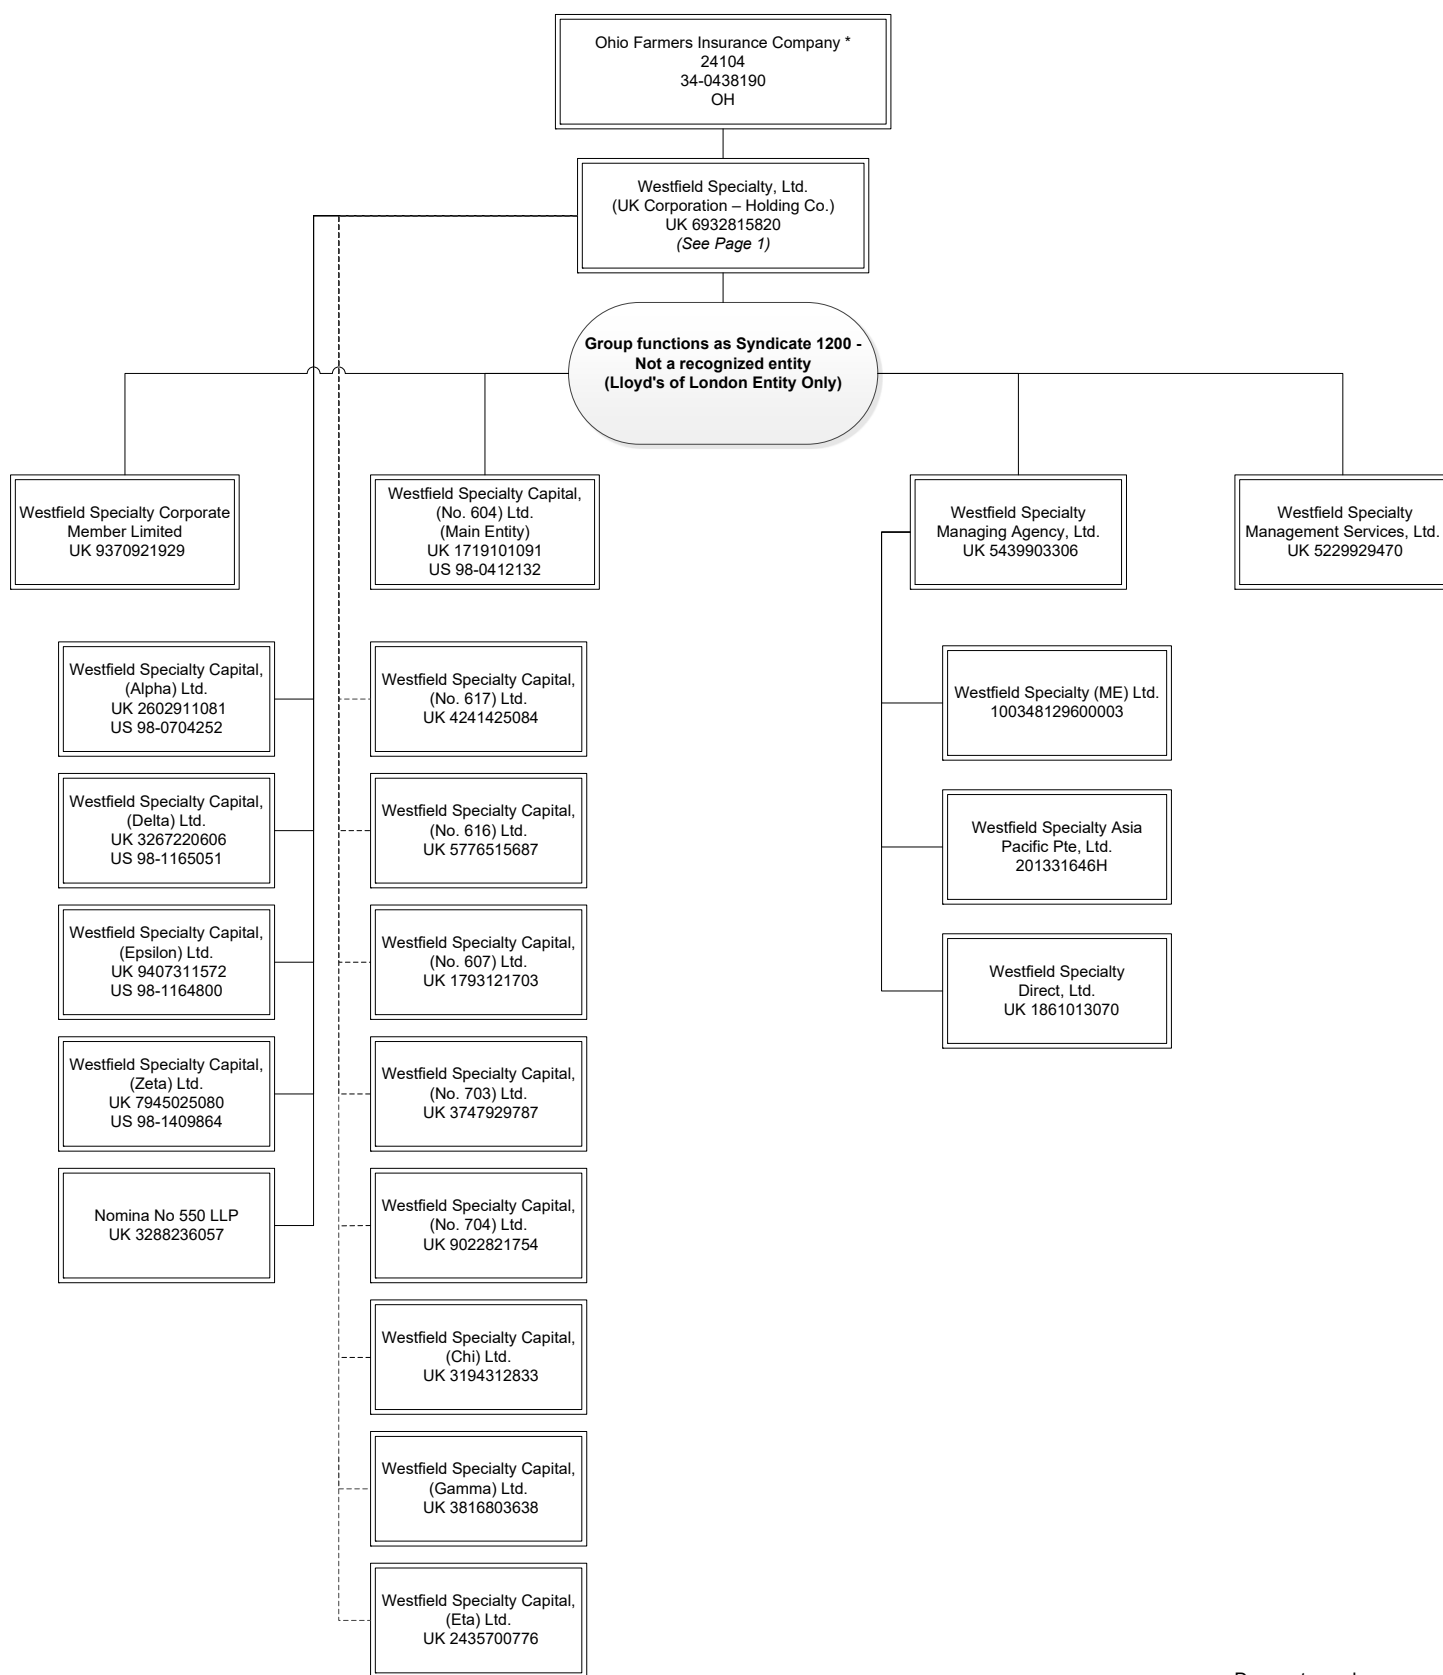 Ohio Farmers Insurance Company *
24104
34-0438190
OH
Westfield Specialty, Ltd.
(UK Corporation – Holding Co.)
UK 6932815820
(See Page 1)
Group functions as Syndicate 1200 -
Not a recognized entity
(Lloyd's of London Entity Only)
Westfield Specialty Corporate
Member Limited
UK 9370921929
Westfield Specialty Capital,
(No. 604) Ltd.
(Main Entity)
UK 1719101091
US 98-0412132
Westfield Specialty
Managing Agency, Ltd.
UK 5439903306
Westfield Specialty
Management Services, Ltd.
UK 5229929470
Westfield Specialty Capital,
(Alpha) Ltd.
UK 2602911081
US 98-0704252
Westfield Specialty Capital,
(Delta) Ltd.
UK 3267220606
US 98-1165051
Westfield Specialty Capital,
(Epsilon) Ltd.
UK 9407311572
US 98-1164800
Westfield Specialty Capital,
(Zeta) Ltd.
UK 7945025080
US 98-1409864
Nomina No 550 LLP
UK 3288236057
Westfield Specialty Capital,
(No. 617) Ltd.
UK 4241425084
Westfield Specialty Capital,
(No. 616) Ltd.
UK 5776515687
Westfield Specialty Capital,
(No. 607) Ltd.
UK 1793121703
Westfield Specialty Capital,
(No. 703) Ltd.
UK 3747929787
Westfield Specialty Capital,
(No. 704) Ltd.
UK 9022821754
Westfield Specialty Capital,
(Chi) Ltd.
UK 3194312833
Westfield Specialty Capital,
(Gamma) Ltd.
UK 3816803638
Westfield Specialty Capital,
(Eta) Ltd.
UK 2435700776
Westfield Specialty (ME) Ltd.
100348129600003
Westfield Specialty Asia
Pacific Pte, Ltd.
201331646H
Westfield Specialty
Direct, Ltd.
UK 1861013070